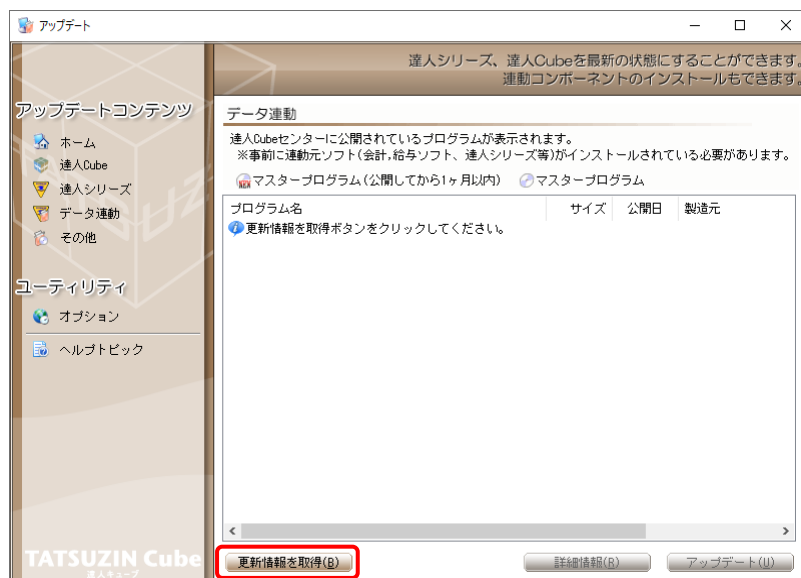 アップデート
達人シリーズ、達人Cubeを最新の状態にすることができます。
連動コンポーネントのインストールもできます。
アップデートコンテンツ
ホーム
達人Cube
達人シリーズ
データ連動
その他
ユーティリティ
オプション
ヘルプトピック
TATSUZIN Cube
達人キューブ
データ連動
達人Cubeセンターに公開されているプログラムが表示されます。
※事前に連動元ソフト(会計,給与ソフト、達人シリーズ等)がインストールされている必要があります。
マスタープログラム(公開してから1ヶ月以内) マスタープログラム
プログラム名 サイズ 公開日 製造元
更新情報を取得ボタンをクリックしてください。
更新情報を取得(B) 詳細情報(R) アップデート(U)